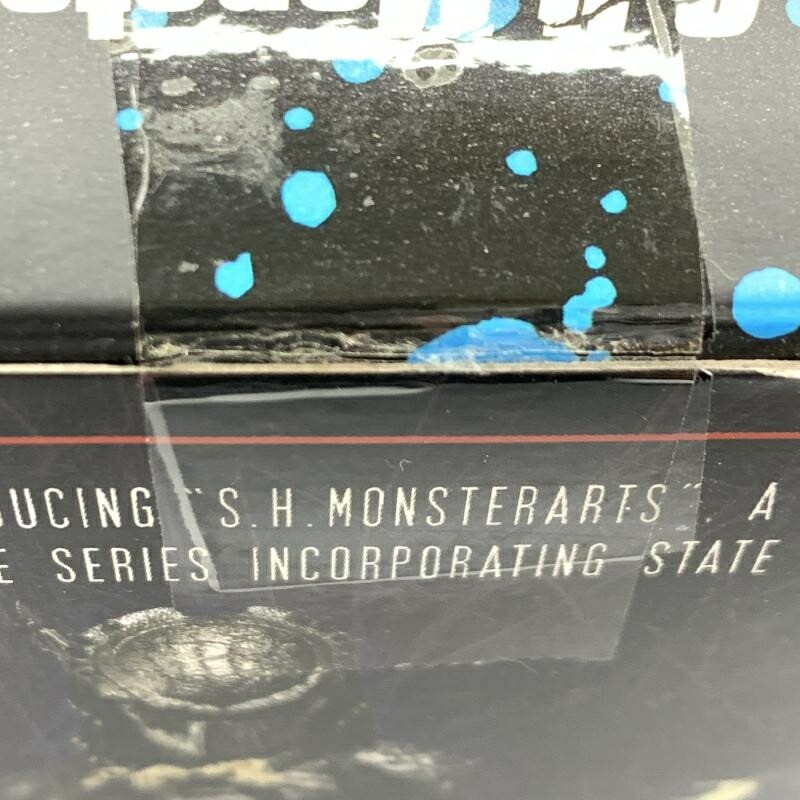 UCING "S.H.MONSTERARTS". A
E SERIES INCORPORATING STATE